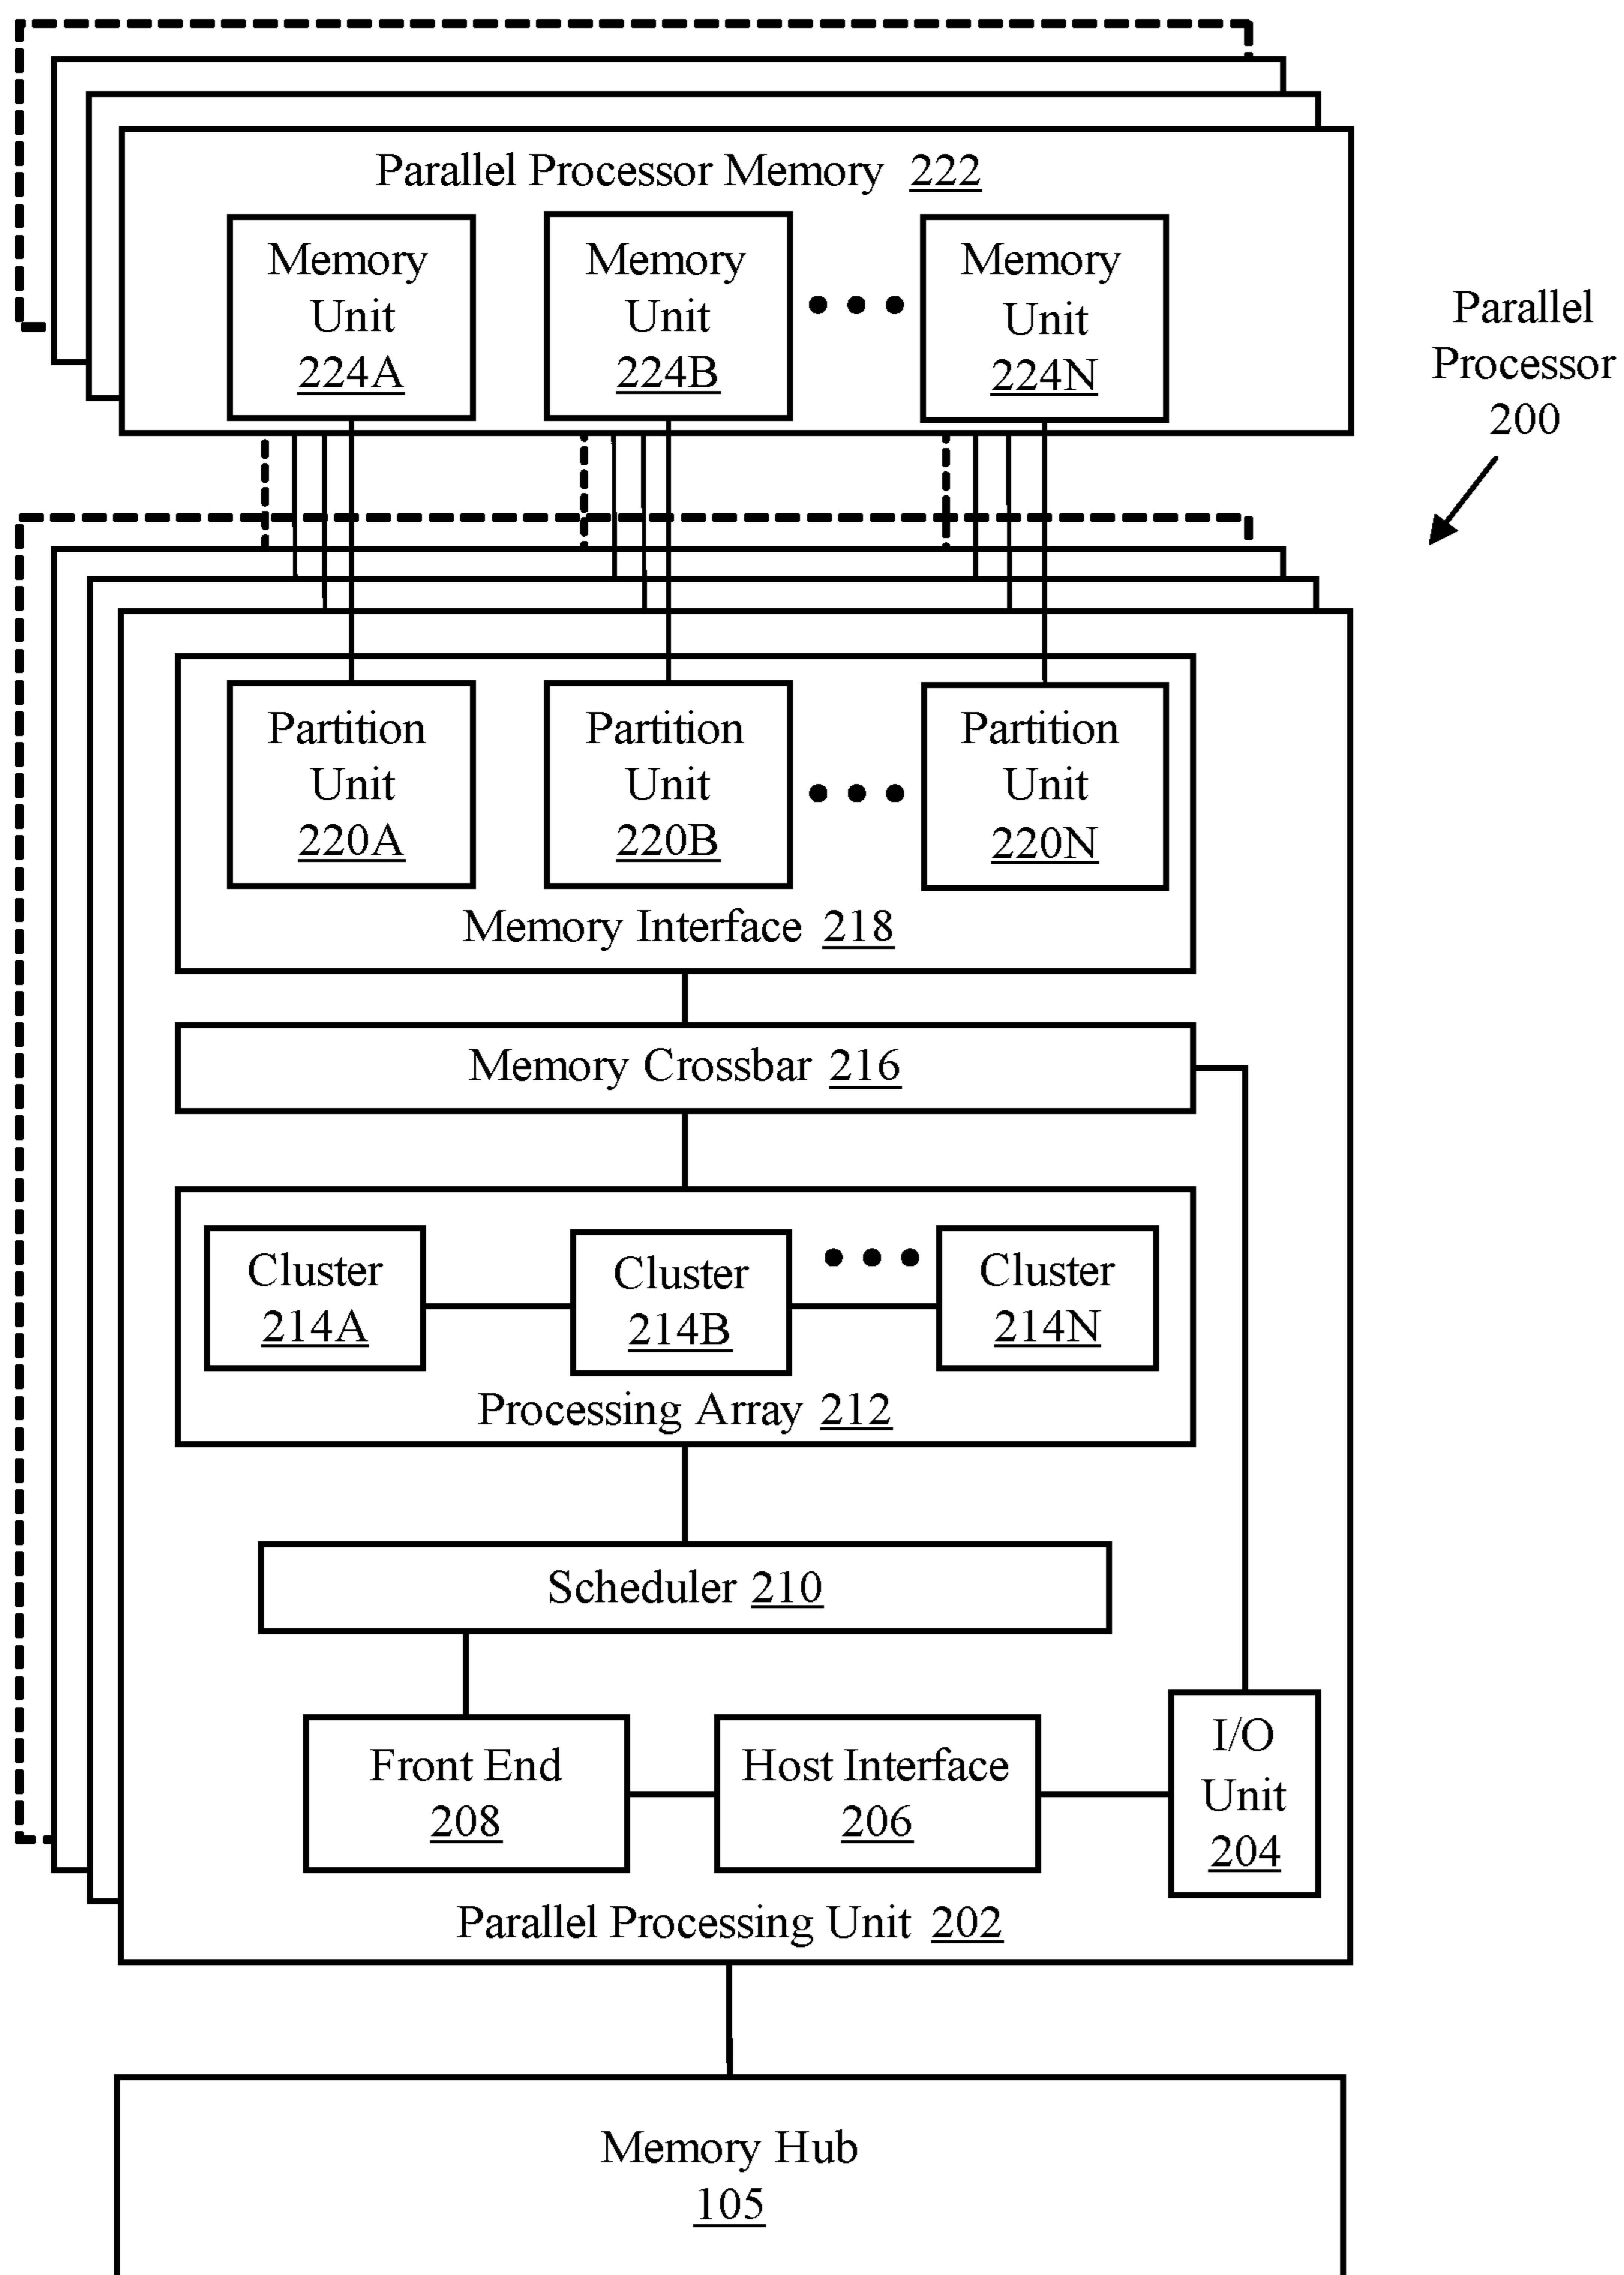 Parallel Processor Memory 222
Memory
Unit
224A
Memory
Unit
224B
Memory
Unit
224N
Parallel
Processor
200
Partition
Unit
220A
Partition
Unit
220B
Partition
Unit
220N
Memory Interface 218
Memory Crossbar 216
Cluster
214A
Cluster
214B
Cluster
214N
Processing Array 212
Scheduler 210
Front End
208
Host Interface
206
I/O
Unit
204
Parallel Processing Unit 202
Memory Hub
105